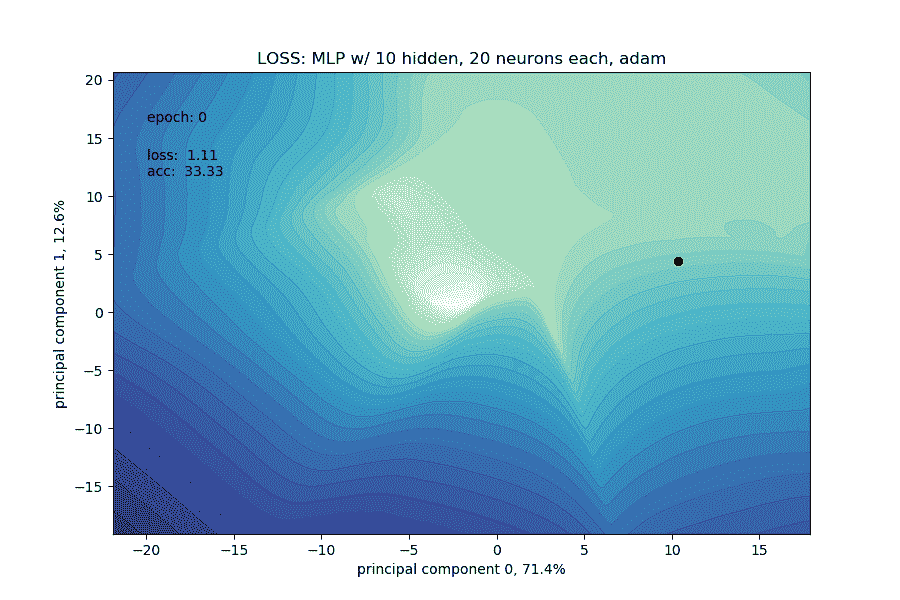 LOSS: MLP w/ 10 hidden, 20 neurons each, adam
epoch: 0
loss: 1.11
acc: 33.33
20
15
10
5
0
−5
−10
−15
principal component 1, 12.6%
−20
−15
−10
−5
0
5
10
15
principal component 0, 71.4%